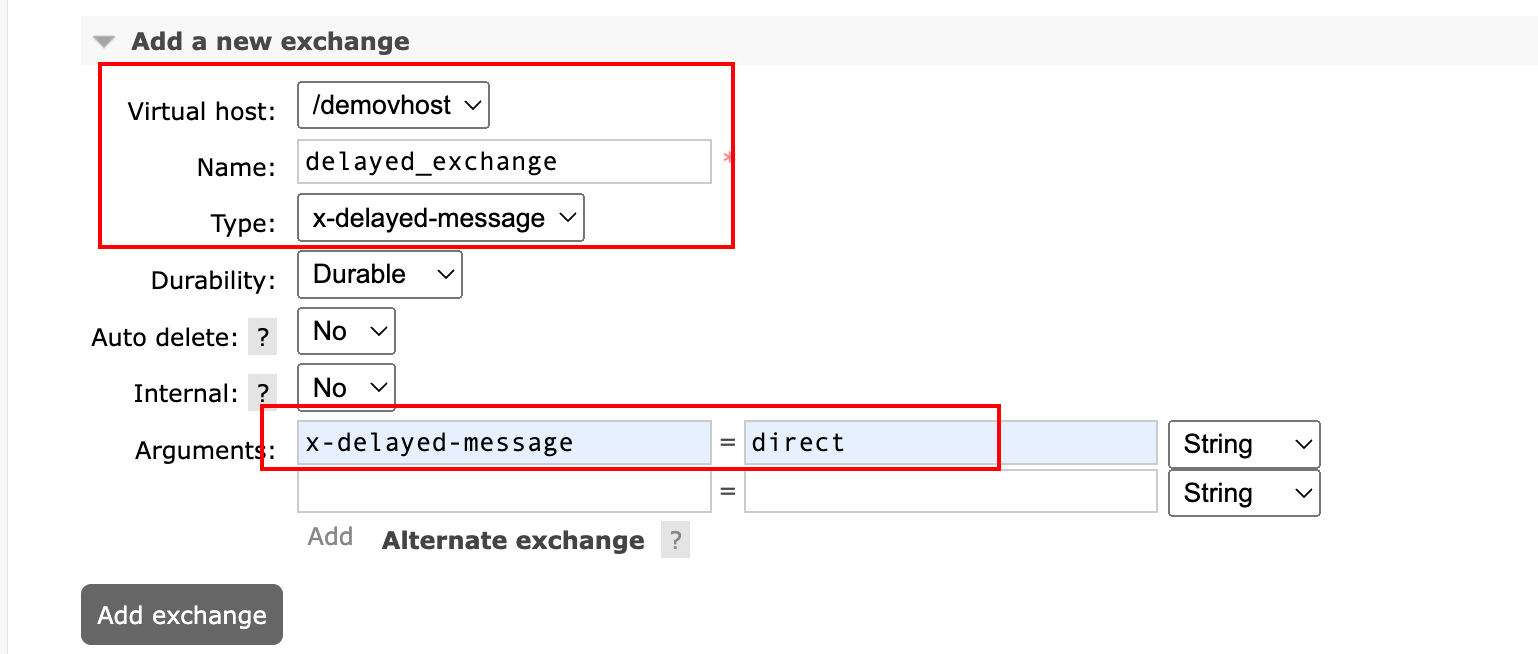 Add a new exchange
Virtual host: /demovhost
Name: delayed_exchange *
Type: x-delayed-message
Durability: Durable
Auto delete: ? No
Internal: ? No
Arguments: x-delayed-message = direct String
= String
Add Alternate exchange ?
Add exchange